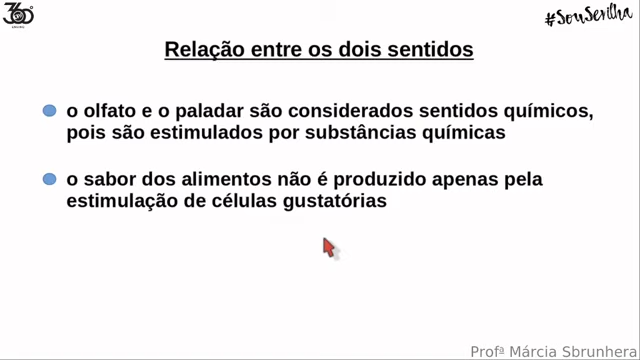 360°
#SouSevilha
Relação entre os dois sentidos
o olfato e o paladar são considerados sentidos químicos,
pois são estimulados por substâncias químicas
o sabor dos alimentos não é produzido apenas pela
estimulação de células gustatórias
Profª Márcia Sbrunhera